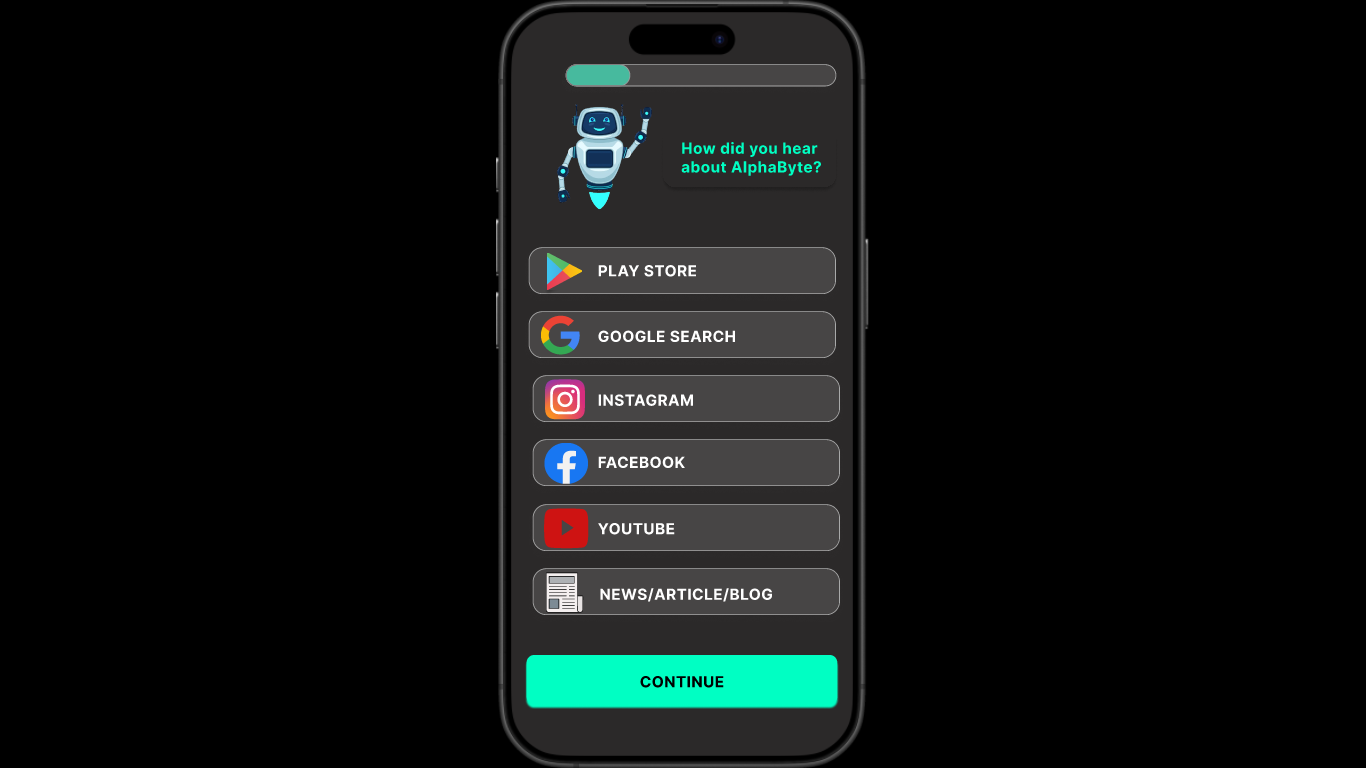 How did you hear
about AlphaByte?
PLAY STORE
GOOGLE SEARCH
INSTAGRAM
FACEBOOK
YOUTUBE
NEWS/ARTICLE/BLOG
CONTINUE